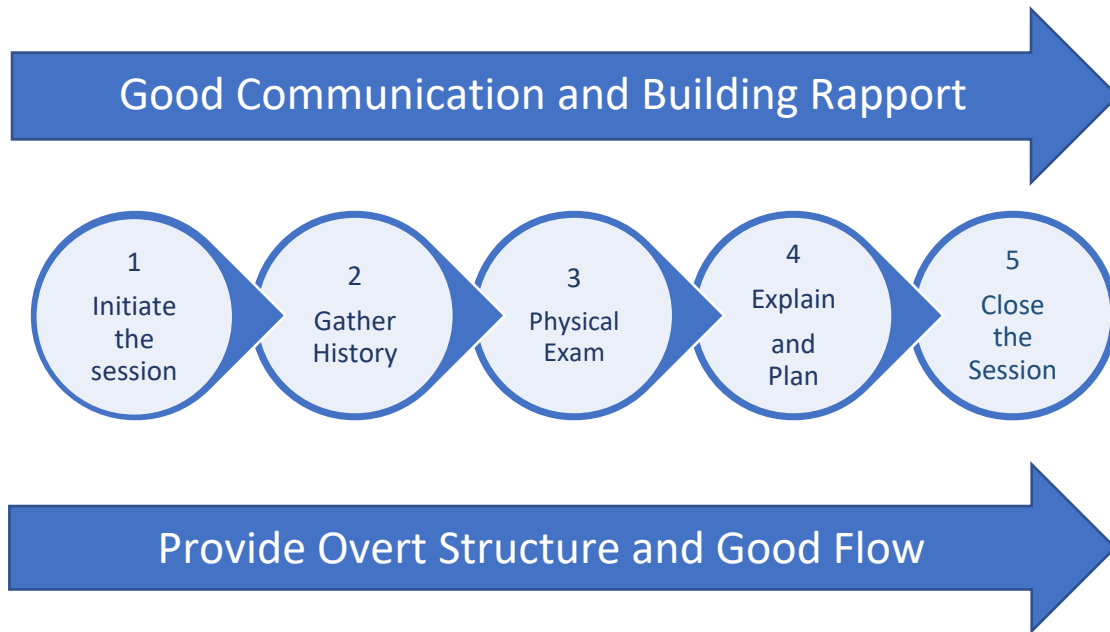 Good Communication and Building Rapport
1
Initiate
the
session
2
Gather
History
3
Physical
Exam
4
Explain
and
Plan
5
Close
the
Session
Provide Overt Structure and Good Flow